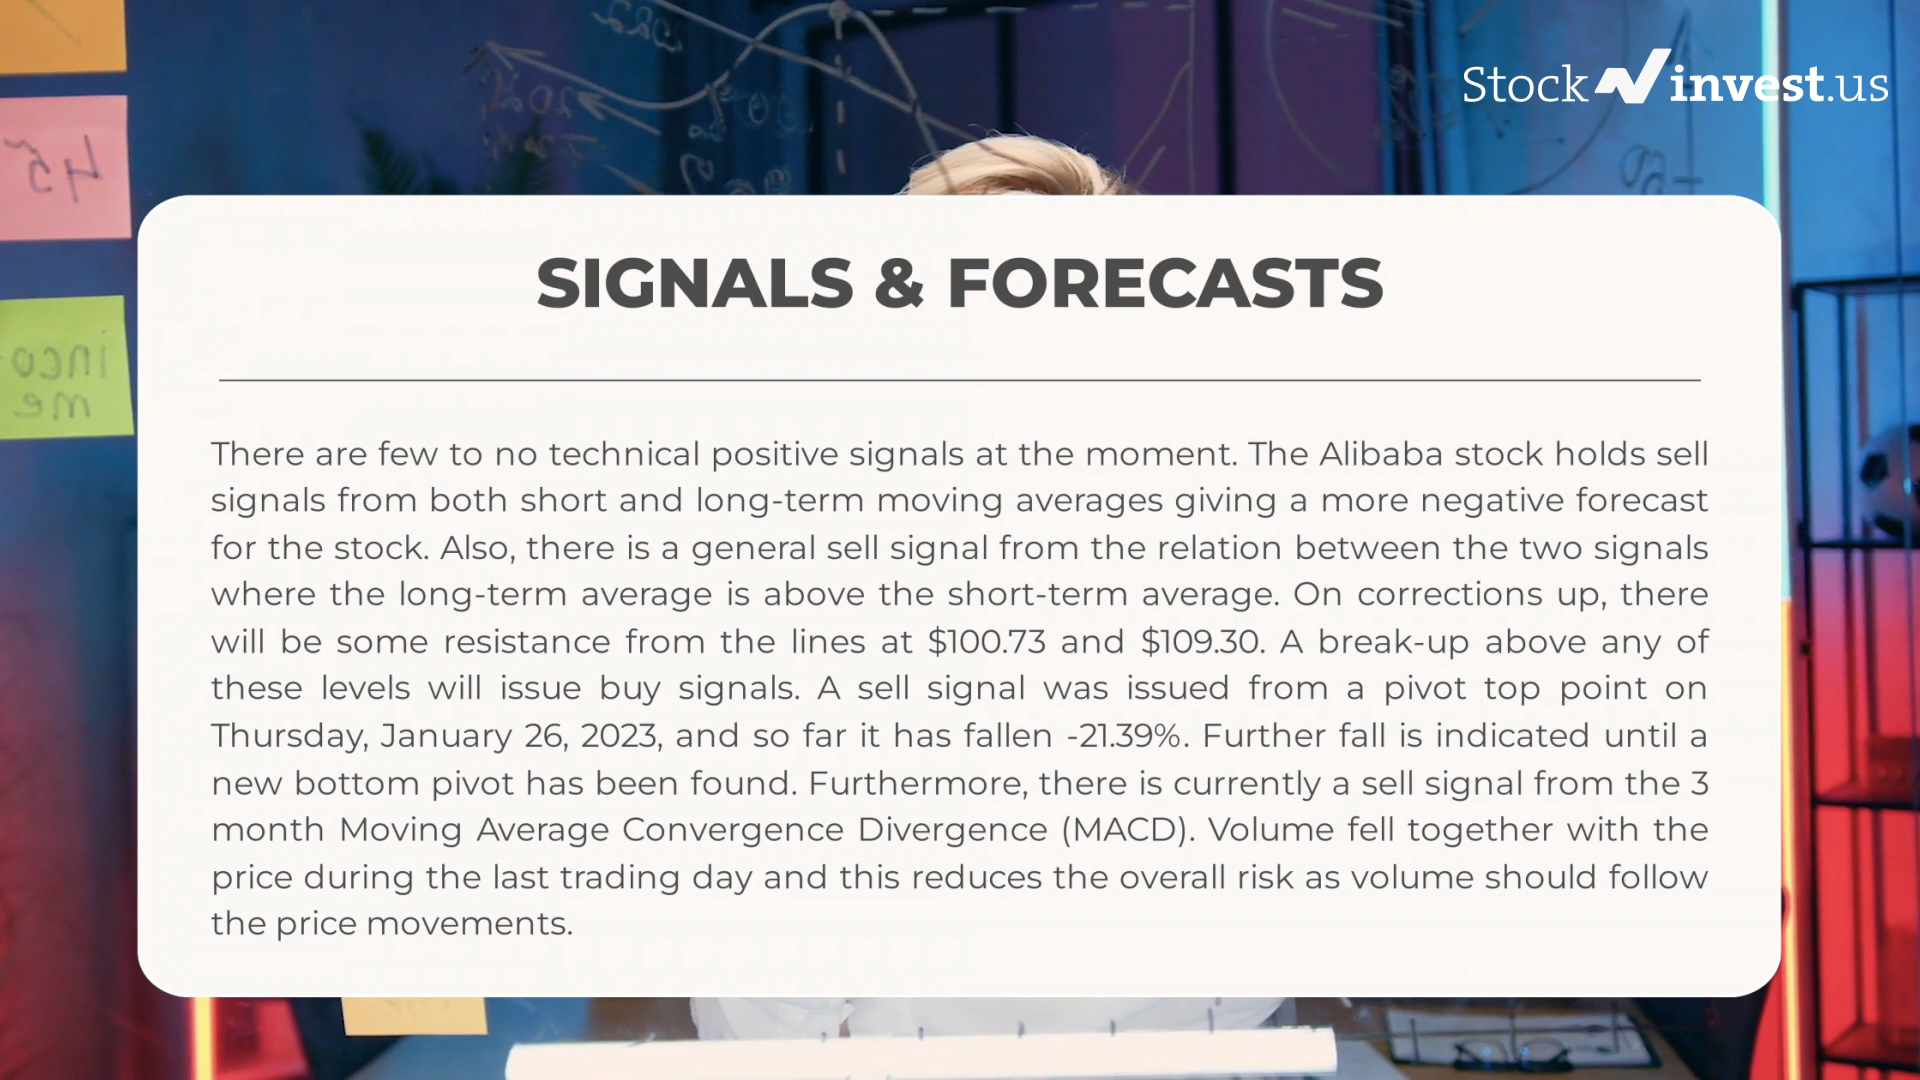 Stock invest.us
45
inco-
me
SIGNALS & FORECASTS
There are few to no technical positive signals at the moment. The Alibaba stock holds sell
signals from both short and long-term moving averages giving a more negative forecast
for the stock. Also, there is a general sell signal from the relation between the two signals
where the long-term average is above the short-term average. On corrections up, there
will be some resistance from the lines at $100.73 and $109.30. A break-up above any of
these levels will issue buy signals. A sell signal was issued from a pivot top point on
Thursday, January 26, 2023, and so far it has fallen -21.39%. Further fall is indicated until a
new bottom pivot has been found. Furthermore, there is currently a sell signal from the 3
month Moving Average Convergence Divergence (MACD). Volume fell together with the
price during the last trading day and this reduces the overall risk as volume should follow
the price movements.